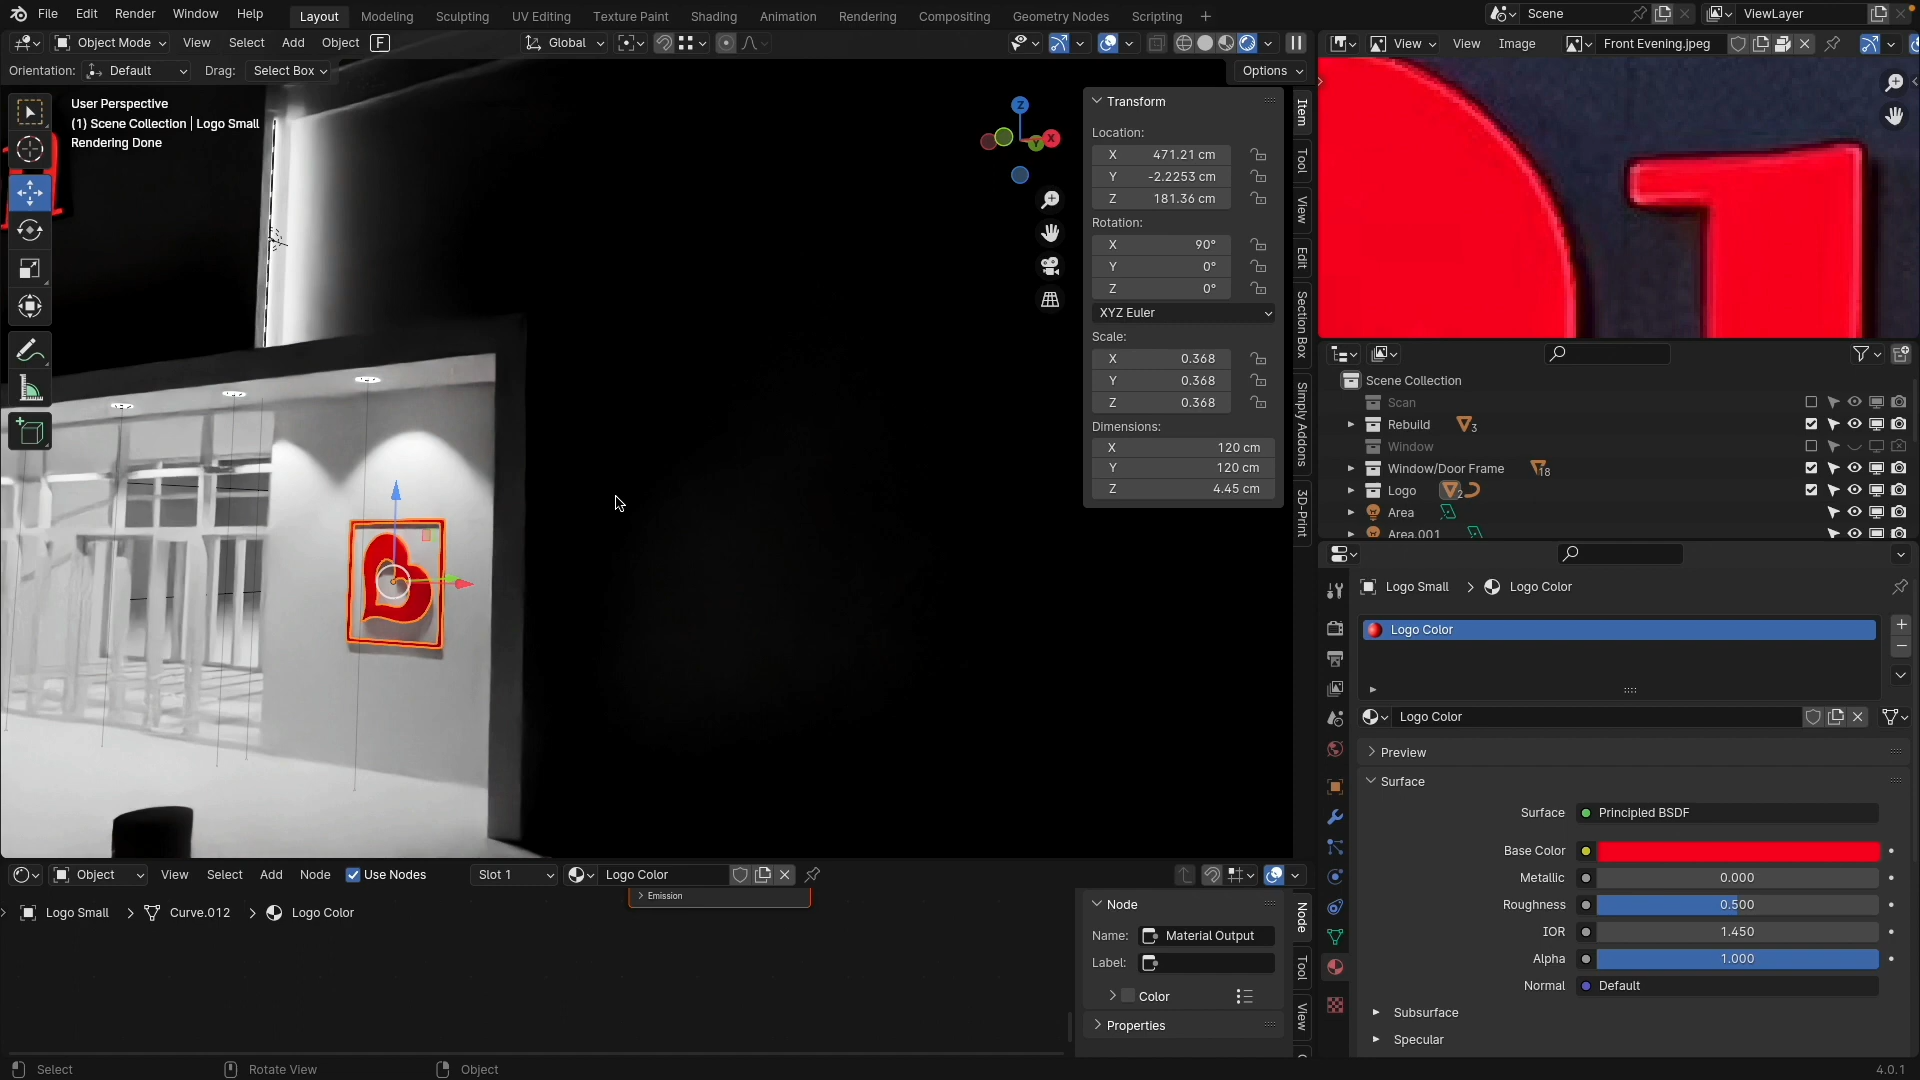 File Edit Render Window Help
Layout Modeling Sculpting UV Editing Texture Paint Shading Animation Rendering Compositing Geometry Nodes Scripting +
Scene
ViewLayer
Object Mode View Select Add Object F
Global
View View Image Front Evening.jpeg
Orientation: Default Drag: Select Box
Options
User Perspective
(1) Scene Collection | Logo Small
Rendering Done
Z
X
Y
Transform
Location:
X 471.21 cm
Y -2.2253 cm
Z 181.36 cm
Rotation:
X 90°
Y 0°
Z 0°
XYZ Euler
Scale:
X 0.368
Y 0.368
Z 0.368
Dimensions:
X 120 cm
Y 120 cm
Z 4.45 cm
Item
Tool
View
Edit
Section Box
Simply Addons
3D-Print
Scene Collection
Scan
Rebuild 3
Window
Window/Door Frame 18
Logo 2
Area
Area.001
Logo Small > Logo Color
Logo Color
Logo Color
Preview
Surface
Surface Principled BSDF
Base Color
Metallic 0.000
Roughness 0.500
IOR 1.450
Alpha 1.000
Normal Default
Subsurface
Specular
Object View Select Add Node Use Nodes Slot 1 Logo Color
Logo Small > Curve.012 > Logo Color
Emission
Node
Name: Material Output
Label:
Color
Properties
Node
Tool
View
Select Rotate View Object
4.0.1